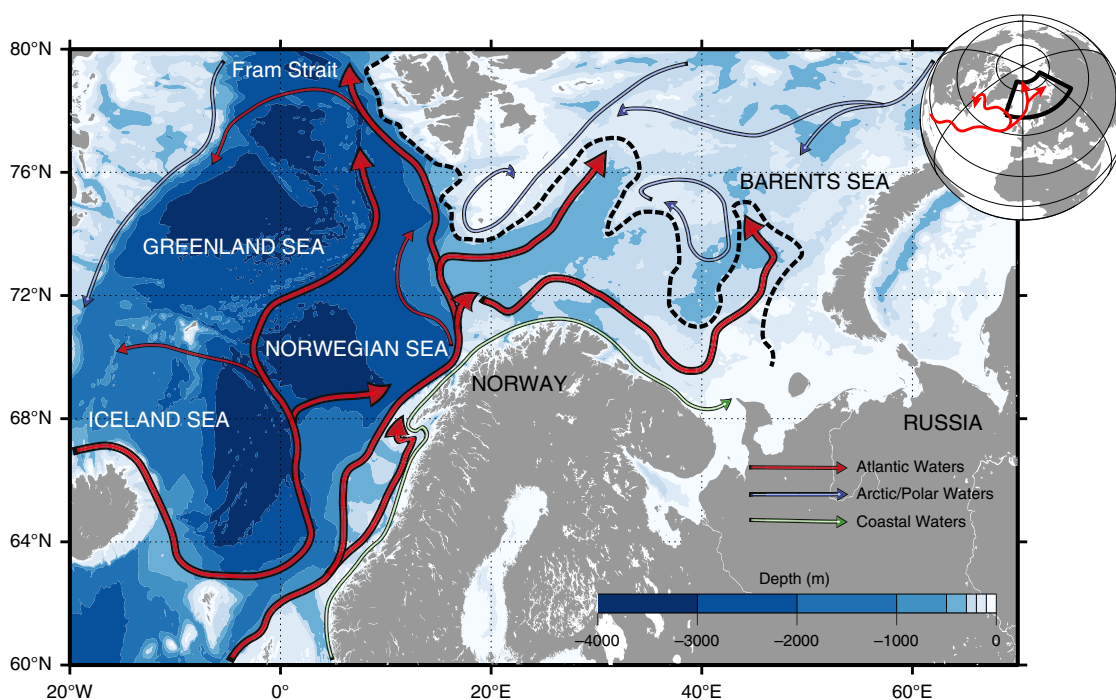 80°N
Fram Strait
76°N
BARENTS SEA
GREENLAND SEA
72°N
NORWEGIAN SEA
NORWAY
68°N
ICELAND SEA
RUSSIA
Atlantic Waters
Arctic/Polar Waters
Coastal Waters
64°N
Depth (m)
−4000 −3000 −2000 −1000 0
60°N
20°W 0° 20°E 40°E 60°E